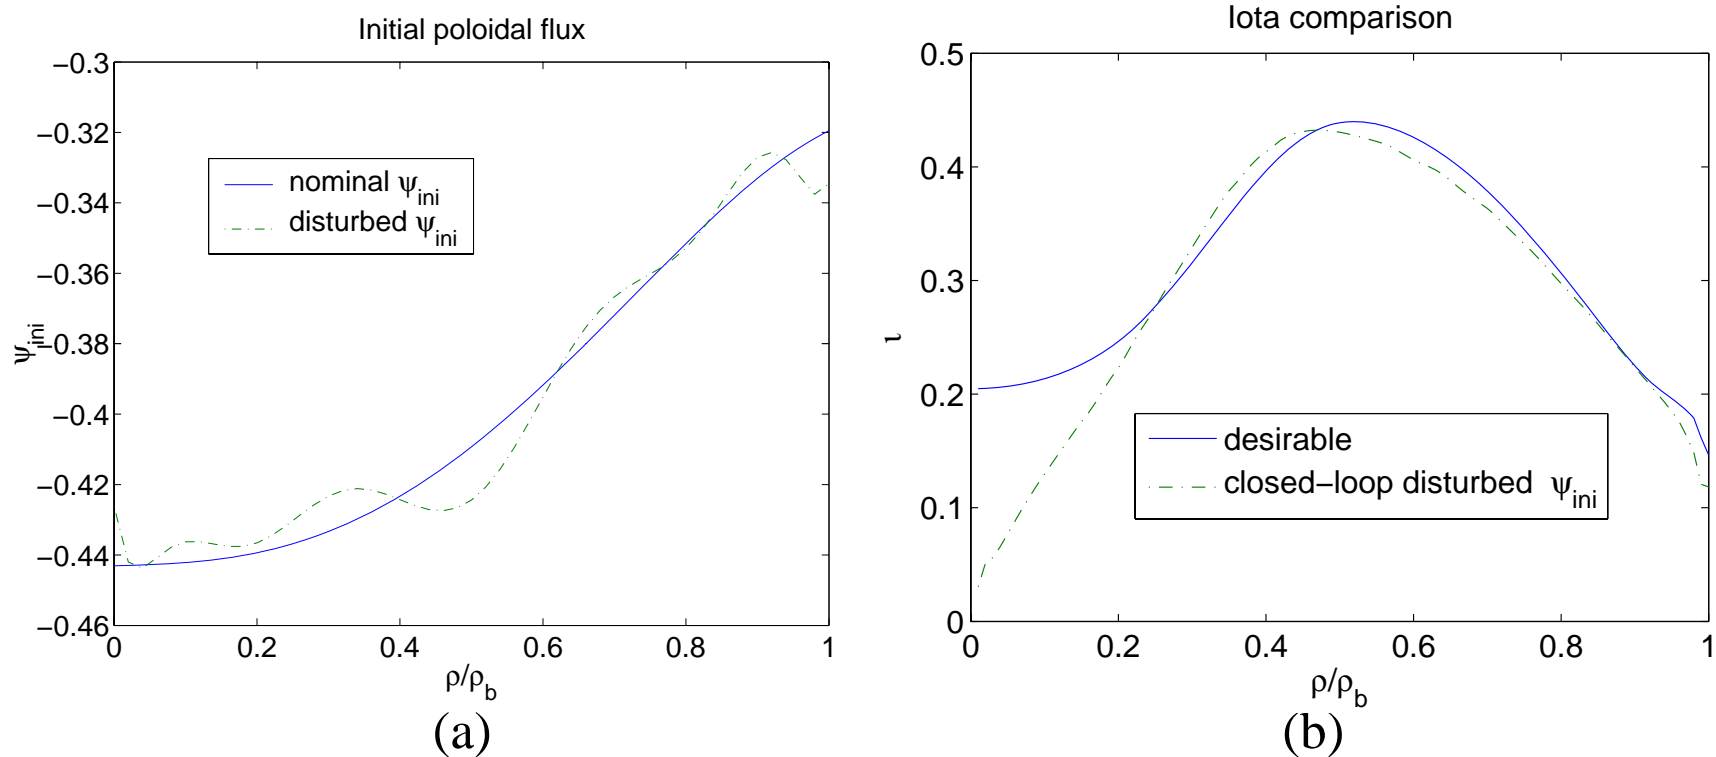 Initial poloidal flux
−0.3
−0.32
−0.34
−0.36
−0.38
−0.4
−0.42
−0.44
−0.46
ψini
nominal ψini
disturbed ψini
0 0.2 0.4 0.6 0.8 1
ρ/ρb
(a)
Iota comparison
0.5
0.4
0.3
0.2
0.1
0
ι
desirable
closed−loop disturbed ψini
0 0.2 0.4 0.6 0.8 1
ρ/ρb
(b)